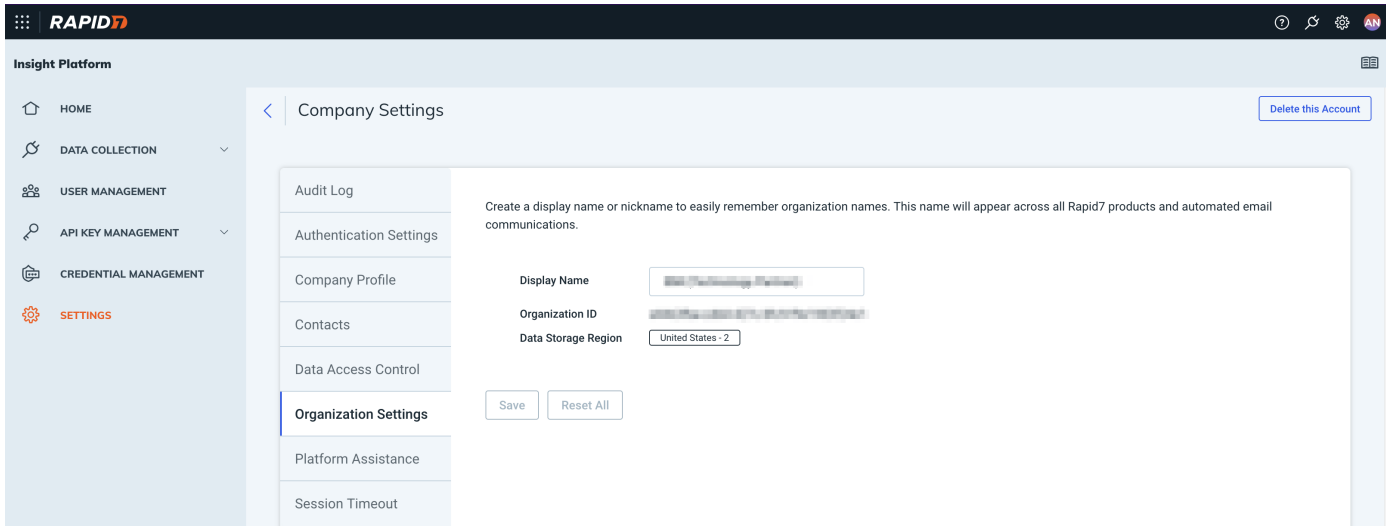 RAPID7
AN
Insight Platform
HOME
DATA COLLECTION
USER MANAGEMENT
API KEY MANAGEMENT
CREDENTIAL MANAGEMENT
SETTINGS
Company Settings
Delete this Account
Audit Log
Authentication Settings
Company Profile
Contacts
Data Access Control
Organization Settings
Platform Assistance
Session Timeout
Create a display name or nickname to easily remember organization names. This name will appear across all Rapid7 products and automated email
communications.
Display Name
Organization ID
Data Storage Region United States - 2
Save Reset All